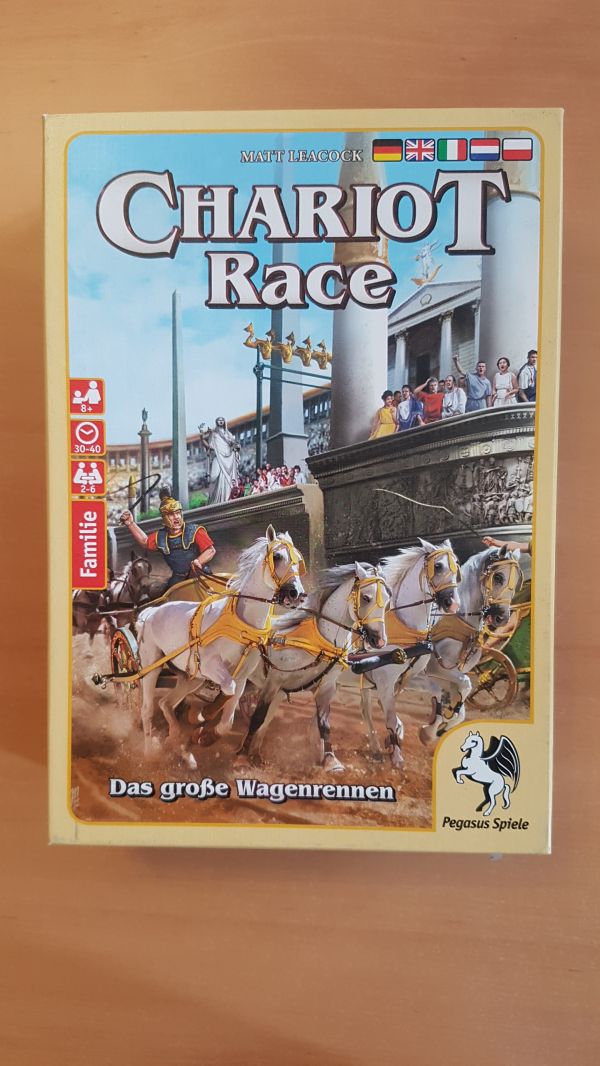 MATT LEACOCK
CHARIOT
RACE
8+
30-40
2-6
Familie
Das große Wagenrennen
Pegasus Spiele